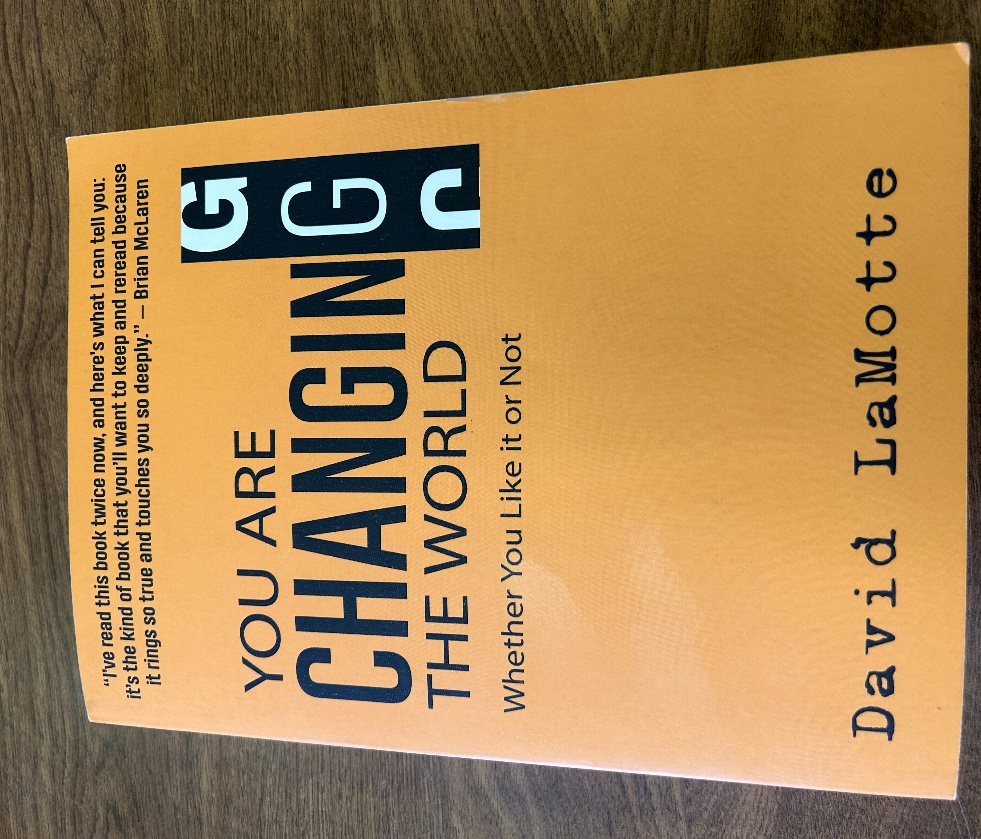 “I've read this book twice now, and here's what I can tell you:
it's the kind of book that you'll want to keep and reread because
it rings so true and touches you so deeply.” — Brian McLaren
YOU ARE
CHANGING
THE WORLD
Whether You Like it or Not
David LaMotte